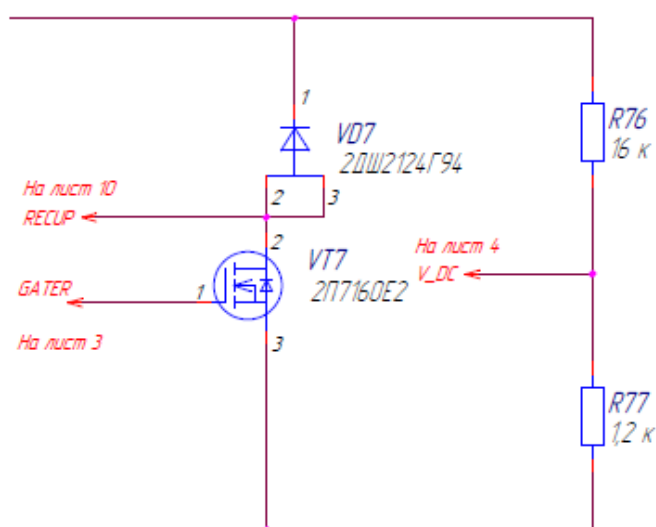 1
VD7
2ДШ2124Г94
2
3
R76
16 к
На лист 10
RECUP
2
На лист 4
V_DC
VT7
2П7160Е2
GATER
1
На лист 3
3
R77
1,2 к